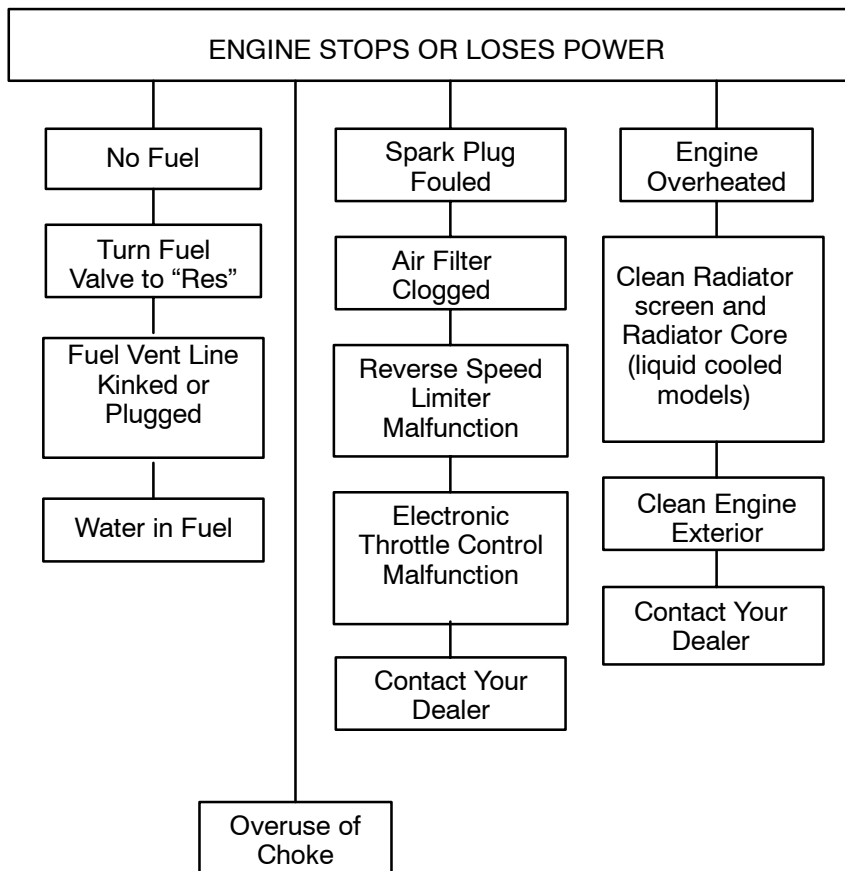 ENGINE STOPS OR LOSES POWER
No Fuel
Turn Fuel
Valve to “Res”
Fuel Vent Line
Kinked or
Plugged
Water in Fuel
Overuse of
Choke
Spark Plug
Fouled
Air Filter
Clogged
Reverse Speed
Limiter
Malfunction
Electronic
Throttle Control
Malfunction
Contact Your
Dealer
Engine
Overheated
Clean Radiator
screen and
Radiator Core
(liquid cooled
models)
Clean Engine
Exterior
Contact Your
Dealer